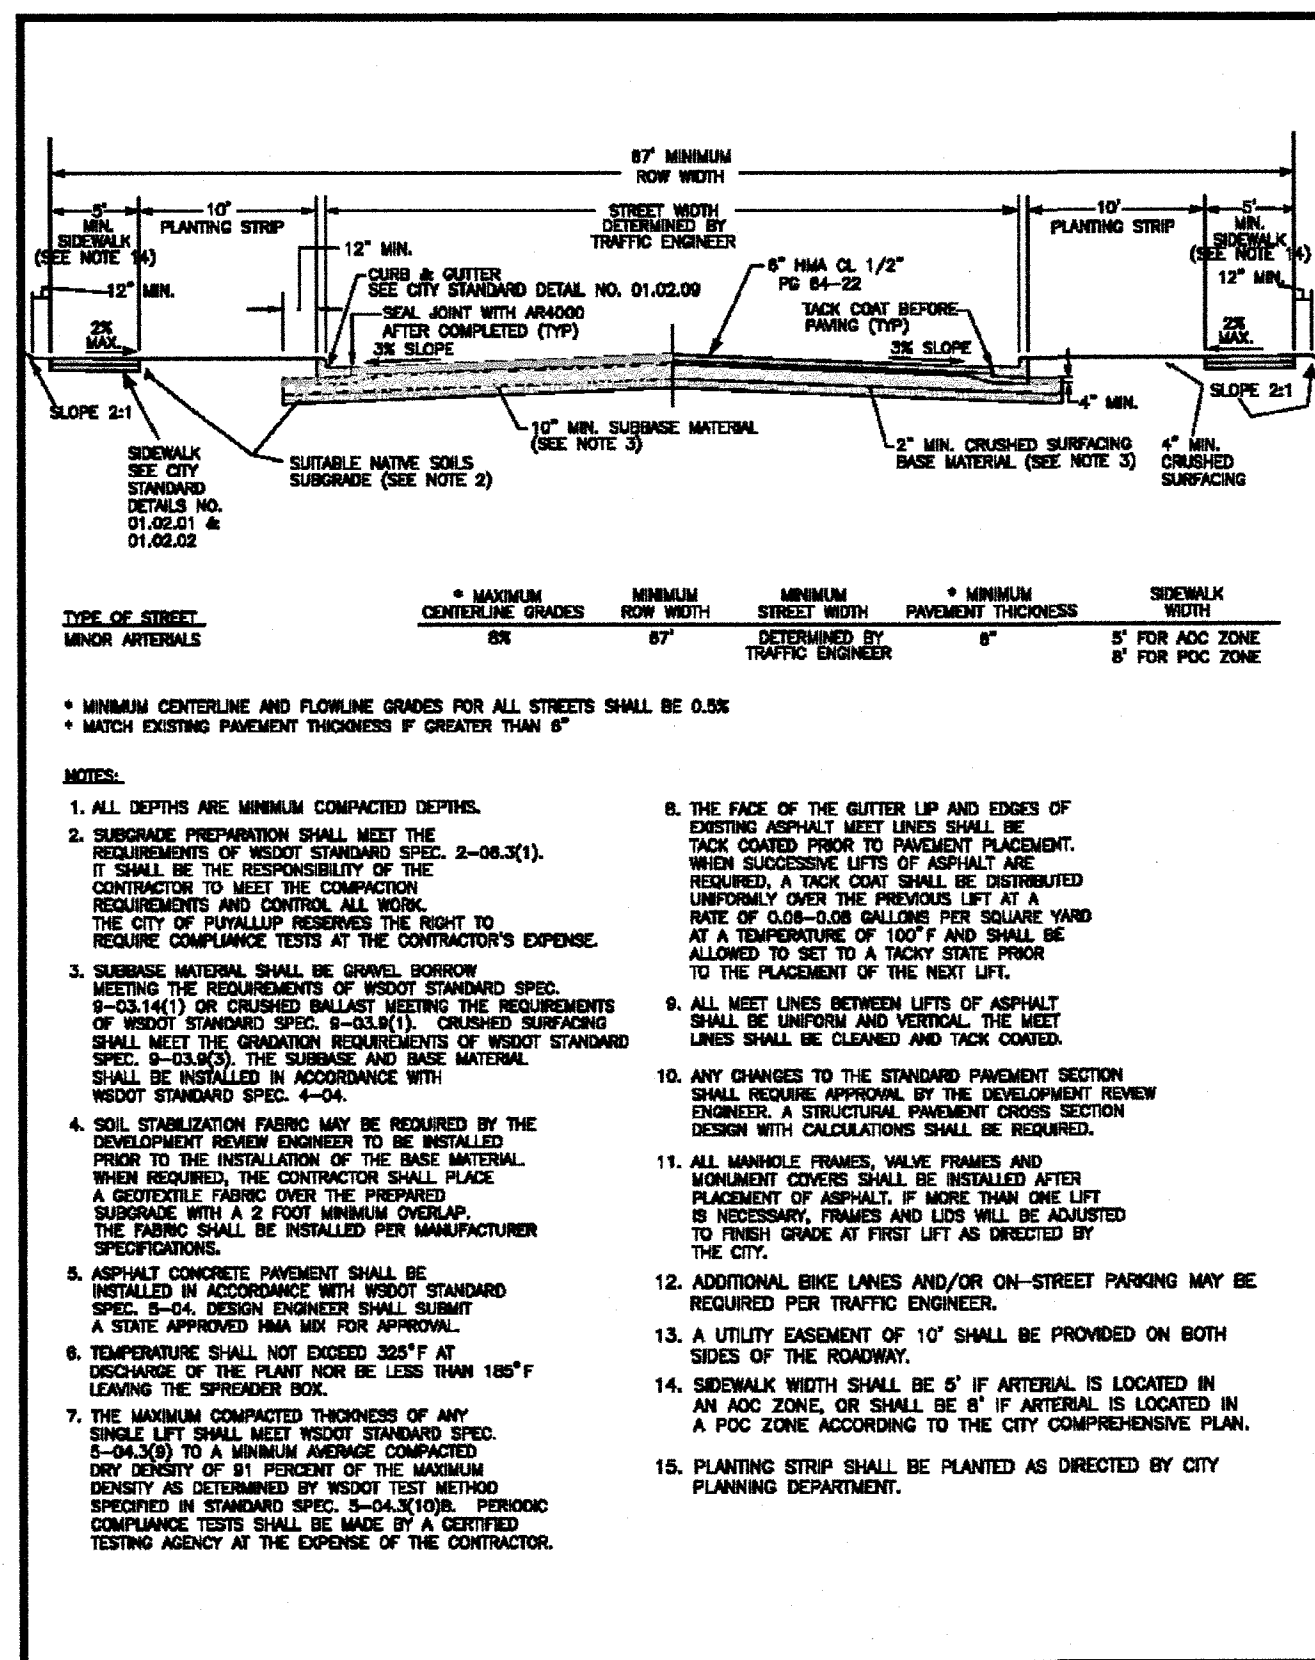 67' MINIMUM
ROW WIDTH
5'
MIN.
SIDEWALK
(SEE NOTE 14)
10'
PLANTING STRIP
STREET WIDTH
DETERMINED BY
TRAFFIC ENGINEER
10'
PLANTING STRIP
5'
MIN.
SIDEWALK
(SEE NOTE 14)
12" MIN.
12" MIN.
12" MIN.
CURB & GUTTER
SEE CITY STANDARD DETAIL NO. 01.02.09
6" HMA CL 1/2"
PG 64-22
SEAL JOINT WITH AR4000
AFTER COMPLETED (TYP)
TACK COAT BEFORE
PAVING (TYP)
2%
MAX.
3% SLOPE
3% SLOPE
2%
MAX.
SLOPE 2:1
SLOPE 2:1
4" MIN.
10" MIN. SUBBASE MATERIAL
(SEE NOTE 3)
2" MIN. CRUSHED SURFACING
BASE MATERIAL (SEE NOTE 3)
4" MIN.
CRUSHED
SURFACING
SIDEWALK
SEE CITY
STANDARD
DETAILS NO.
01.02.01 &
01.02.02
SUITABLE NATIVE SOILS
SUBGRADE (SEE NOTE 2)
TYPE OF STREET * MAXIMUM CENTERLINE GRADES MINIMUM ROW WIDTH MINIMUM STREET WIDTH * MINIMUM PAVEMENT THICKNESS SIDEWALK WIDTH
MINOR ARTERIALS 67' DETERMINED BY TRAFFIC ENGINEER 6" 5' FOR AOC ZONE
8' FOR POC ZONE
* MINIMUM CENTERLINE AND FLOWLINE GRADES FOR ALL STREETS SHALL BE 0.5%
* MATCH EXISTING PAVEMENT THICKNESS IF GREATER THAN 6"
NOTES:
1. ALL DEPTHS ARE MINIMUM COMPACTED DEPTHS.
2. SUBGRADE PREPARATION SHALL MEET THE
REQUIREMENTS OF WSDOT STANDARD SPEC. 2-06.3(1).
IT SHALL BE THE RESPONSIBILITY OF THE
CONTRACTOR TO MEET THE COMPACTION
REQUIREMENTS AND CONTROL ALL WORK.
THE CITY OF PUYALLUP RESERVES THE RIGHT TO
REQUIRE COMPLIANCE TESTS AT THE CONTRACTOR'S EXPENSE.
3. SUBBASE MATERIAL SHALL BE GRAVEL BORROW
MEETING THE REQUIREMENTS OF WSDOT STANDARD SPEC.
9-03.14(1) OR CRUSHED BALLAST MEETING THE REQUIREMENTS
OF WSDOT STANDARD SPEC. 9-03.9(1). CRUSHED SURFACING
SHALL MEET THE GRADATION REQUIREMENTS OF WSDOT STANDARD
SPEC. 9-03.9(3). THE SUBBASE AND BASE MATERIAL
SHALL BE INSTALLED IN ACCORDANCE WITH
WSDOT STANDARD SPEC. 4-04.
4. SOIL STABILIZATION FABRIC MAY BE REQUIRED BY THE
DEVELOPMENT REVIEW ENGINEER TO BE INSTALLED
PRIOR TO THE INSTALLATION OF THE BASE MATERIAL.
WHEN REQUIRED, THE CONTRACTOR SHALL PLACE
A GEOTEXTILE FABRIC OVER THE PREPARED
SUBGRADE WITH A 2 FOOT MINIMUM OVERLAP.
THE FABRIC SHALL BE INSTALLED PER MANUFACTURER
SPECIFICATIONS.
5. ASPHALT CONCRETE PAVEMENT SHALL BE
INSTALLED IN ACCORDANCE WITH WSDOT STANDARD
SPEC. 5-04. DESIGN ENGINEER SHALL SUBMIT
A STATE APPROVED HMA MIX FOR APPROVAL.
6. TEMPERATURE SHALL NOT EXCEED 325°F AT
DISCHARGE OF THE PLANT NOR BE LESS THAN 185°F
LEAVING THE SPREADER BOX.
7. THE MAXIMUM COMPACTED THICKNESS OF ANY
SINGLE LIFT SHALL MEET WSDOT STANDARD SPEC.
5-04.3(9) TO A MINIMUM AVERAGE COMPACTED
DRY DENSITY OF 91 PERCENT OF THE MAXIMUM
DENSITY AS DETERMINED BY WSDOT TEST METHOD
SPECIFIED IN STANDARD SPEC. 5-04.3(10)B. PERIODIC
COMPLIANCE TESTS SHALL BE MADE BY A CERTIFIED
TESTING AGENCY AT THE EXPENSE OF THE CONTRACTOR.
8. THE FACE OF THE GUTTER LIP AND EDGES OF
EXISTING ASPHALT MEET LINES SHALL BE
TACK COATED PRIOR TO PAVEMENT PLACEMENT.
WHEN SUCCESSIVE LIFTS OF ASPHALT ARE
REQUIRED, A TACK COAT SHALL BE DISTRIBUTED
UNIFORMLY OVER THE PREVIOUS LIFT AT A
RATE OF GALLONS PER SQUARE YARD
AT A TEMPERATURE OF 100°F AND SHALL BE
ALLOWED TO SET TO A TACKY STATE PRIOR
TO THE PLACEMENT OF THE NEXT LIFT.
9. ALL MEET LINES BETWEEN LIFTS OF ASPHALT
SHALL BE UNIFORM AND VERTICAL. THE MEET
LINES SHALL BE CLEANED AND TACK COATED.
10. ANY CHANGES TO THE STANDARD PAVEMENT SECTION
SHALL REQUIRE APPROVAL BY THE DEVELOPMENT REVIEW
ENGINEER. A STRUCTURAL PAVEMENT CROSS SECTION
DESIGN WITH CALCULATIONS SHALL BE REQUIRED.
11. ALL MANHOLE FRAMES, VALVE FRAMES AND
MONUMENT COVERS SHALL BE INSTALLED AFTER
PLACEMENT OF ASPHALT. IF MORE THAN ONE LIFT
IS NECESSARY, FRAMES AND LIDS WILL BE ADJUSTED
TO FINISH GRADE AT FIRST LIFT AS DIRECTED BY
THE CITY.
12. ADDITIONAL BIKE LANES AND/OR ON-STREET PARKING MAY BE
REQUIRED PER TRAFFIC ENGINEER.
13. A UTILITY EASEMENT OF 10' SHALL BE PROVIDED ON BOTH
SIDES OF THE ROADWAY.
14. SIDEWALK WIDTH SHALL BE 5' IF ARTERIAL IS LOCATED IN
AN AOC ZONE, OR SHALL BE 8' IF ARTERIAL IS LOCATED IN
A POC ZONE ACCORDING TO THE CITY COMPREHENSIVE PLAN.
15. PLANTING STRIP SHALL BE PLANTED AS DIRECTED BY CITY
PLANNING DEPARTMENT.